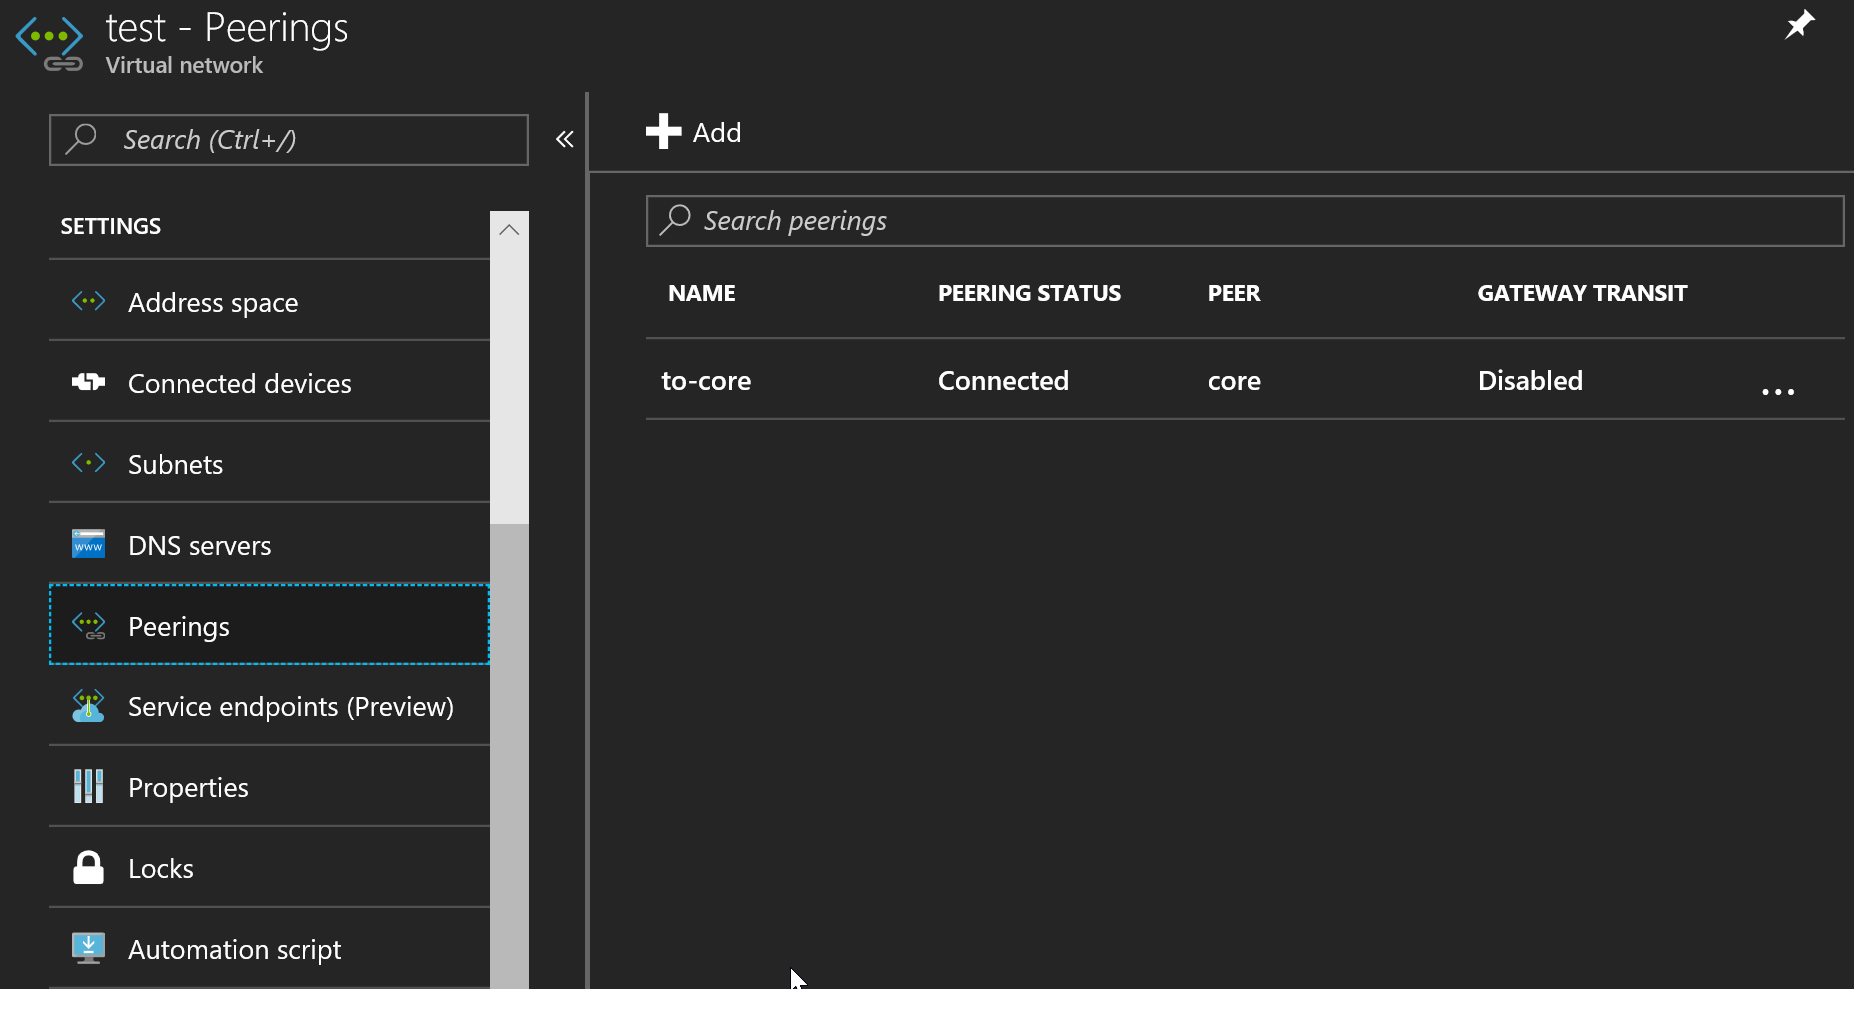 test - Peerings
Virtual network
Search (Ctrl+/)
SETTINGS
Address space
Connected devices
Subnets
DNS servers
Peerings
Service endpoints (Preview)
Properties
Locks
Automation script
Add
Search peerings
NAME PEERING STATUS PEER GATEWAY TRANSIT
to-core Connected core Disabled ...
www